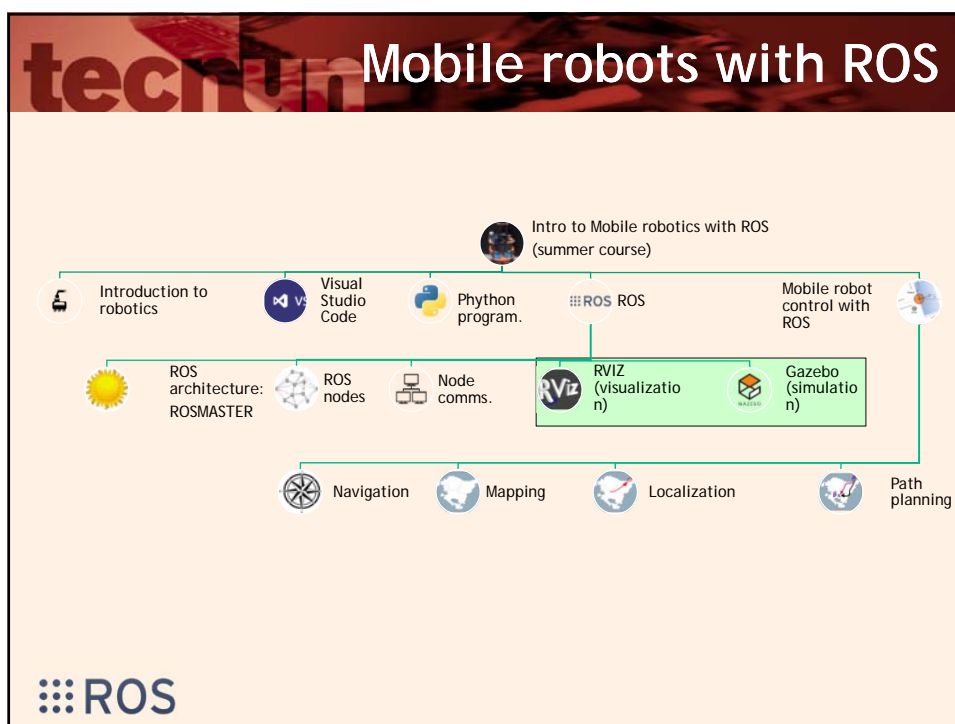 tecnun
Mobile robots with ROS
Intro to Mobile robotics with ROS
(summer course)
Introduction to
robotics
VS
Visual
Studio
Code
Phython
program.
ROS
ROS
Mobile robot
control with
ROS
ROS
architecture:
ROSMASTER
ROS
nodes
Node
comms.
RViz
RVIZ
(visualizatio
n)
GAZEBO
Gazebo
(simulatio
n)
Navigation
Mapping
Localization
Path
planning
ROS